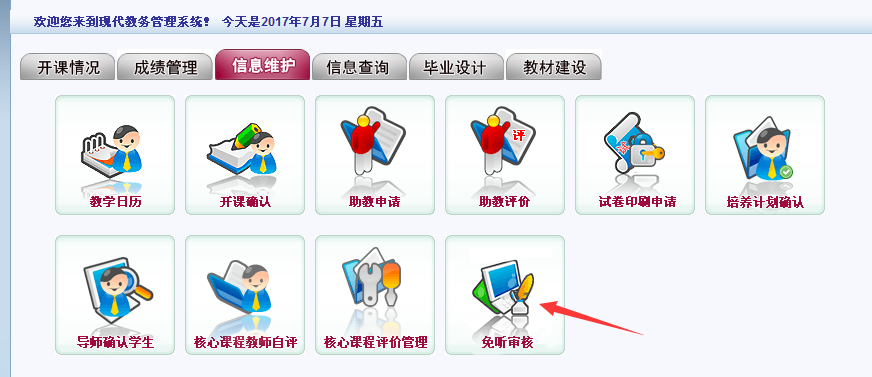 欢迎您来到现代教务管理系统! 今天是2017年7月7日 星期五
开课情况 成绩管理 信息维护 信息查询 毕业设计 教材建设
评
试
教学日历 开课确认 助教申请 助教评价 试卷印刷申请 培养计划确认
导师确认学生 核心课程教师自评 核心课程评价管理 免听审核